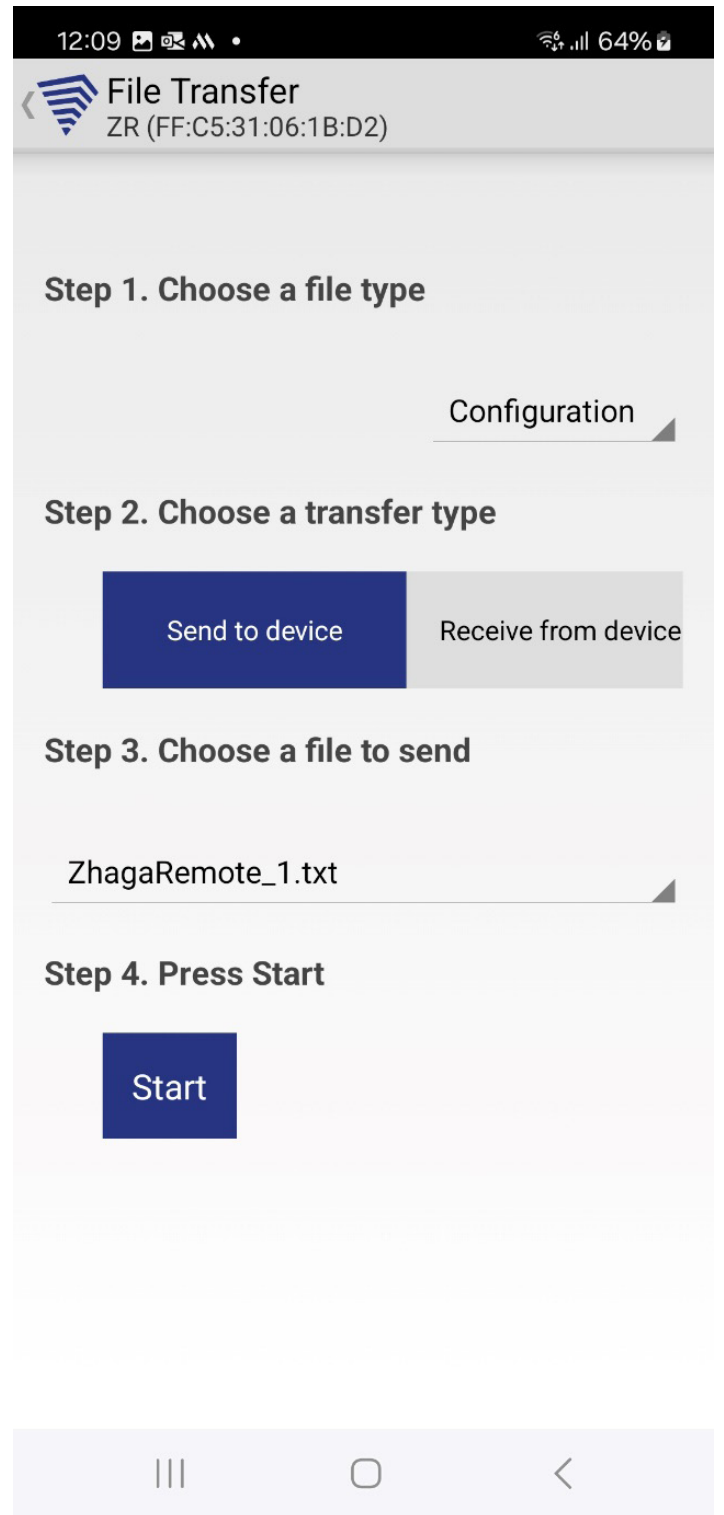 12:09 64%
File Transfer
ZR (FF:C5:31:06:1B:D2)
Step 1. Choose a file type
Configuration
Step 2. Choose a transfer type
Send to device Receive from device
Step 3. Choose a file to send
ZhagaRemote_1.txt
Step 4. Press Start
Start